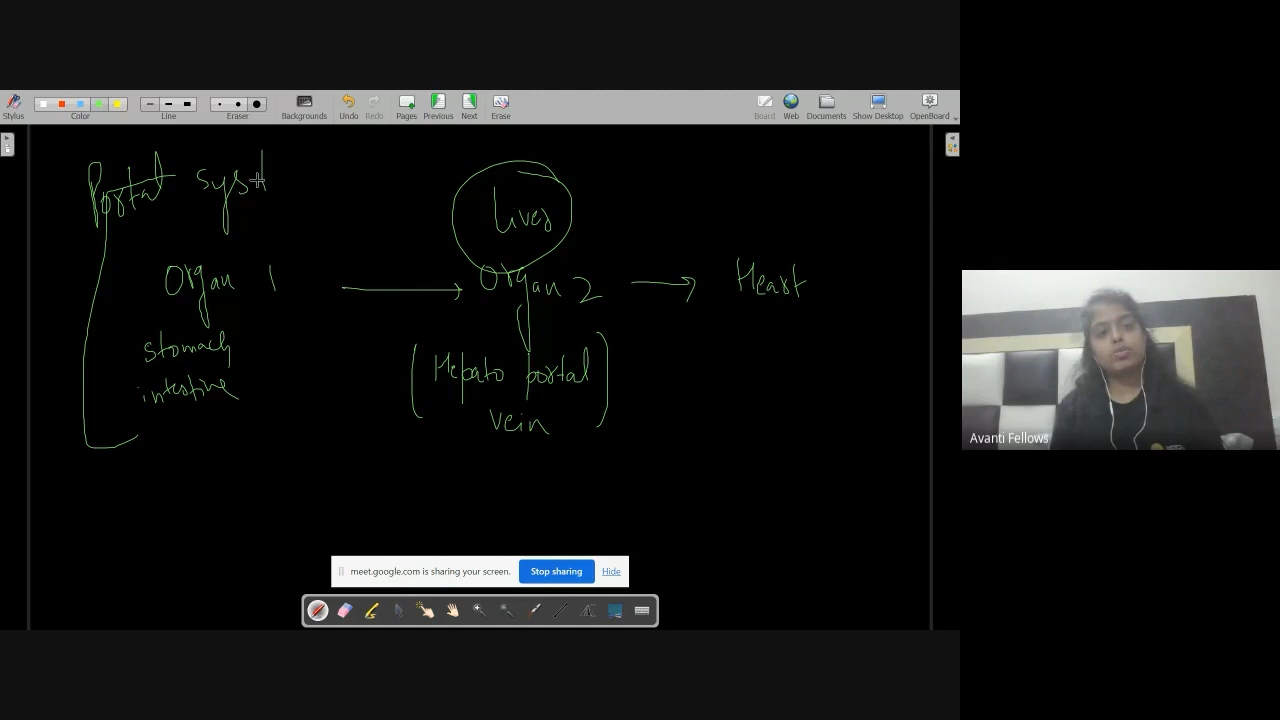 Stylus
Color
Line
Eraser
Backgrounds
Undo
Redo
Pages
Previous
Next
Erase
Board
Web
Documents
Show Desktop
OpenBoard
Portal syst
Liver
Organ 1
Organ 2
Heart
stomach
intestine
(Hepato portal
vein)
Avanti Fellows
meet.google.com is sharing your screen.
Stop sharing
Hide